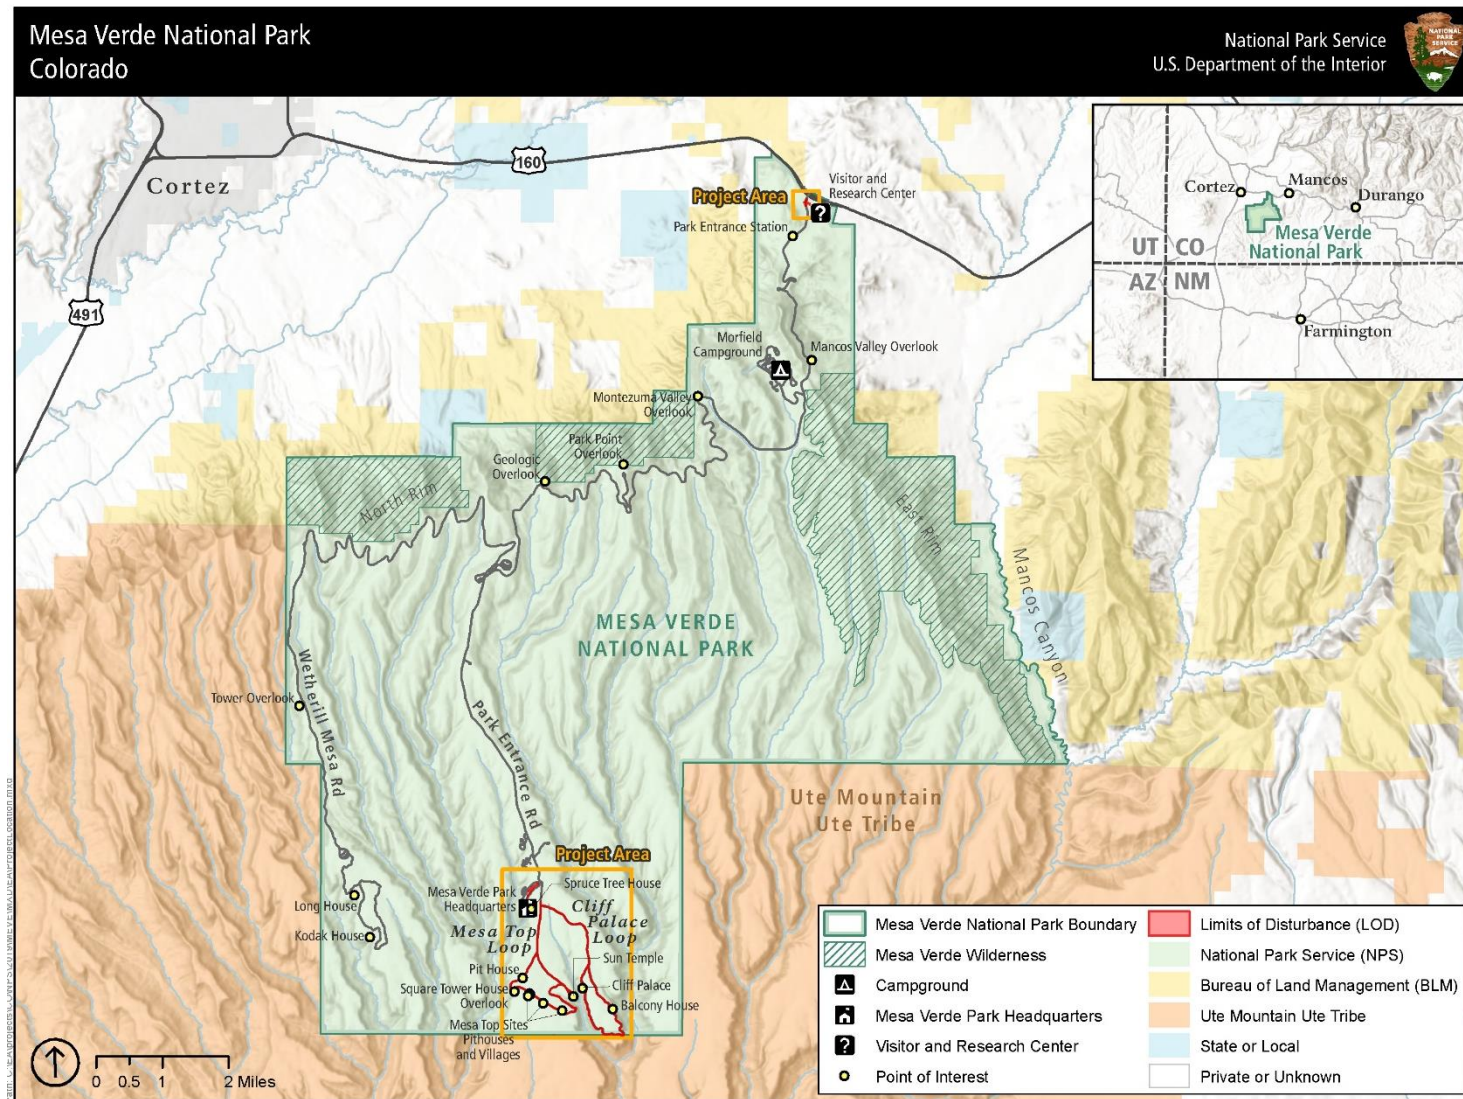 Mesa Verde National Park
Colorado
National Park Service
U.S. Department of the Interior
NATIONAL
PARK
SERVICE
160
Cortez
491
Project Area
Visitor and
Research Center
?
Park Entrance Station
Morfield
Campground
Mancos Valley Overlook
Montezuma Valley
Overlook
Park Point
Overlook
Geologic
Overlook
North Rim
East Rim
Mancos Canyon
MESA VERDE
NATIONAL PARK
Tower Overlook
Wetherill Mesa Rd
Park Entrance Rd
Ute Mountain
Ute Tribe
Project Area
Mesa Verde Park
Headquarters
Spruce Tree House
Cliff
Palace
Loop
Mesa Top
Loop
Long House
Kodak House
Sun Temple
Pit House
Square Tower House
Overlook
Cliff Palace
Balcony House
Mesa Top Sites
Pithouses
and Villages
Cortez
Mancos
Durango
Mesa Verde
National Park
UT CO
AZ NM
Farmington
0 0.5 1 2 Miles
Mesa Verde National Park Boundary
Mesa Verde Wilderness
Campground
Mesa Verde Park Headquarters
? Visitor and Research Center
Point of Interest
Limits of Disturbance (LOD)
National Park Service (NPS)
Bureau of Land Management (BLM)
Ute Mountain Ute Tribe
State or Local
Private or Unknown